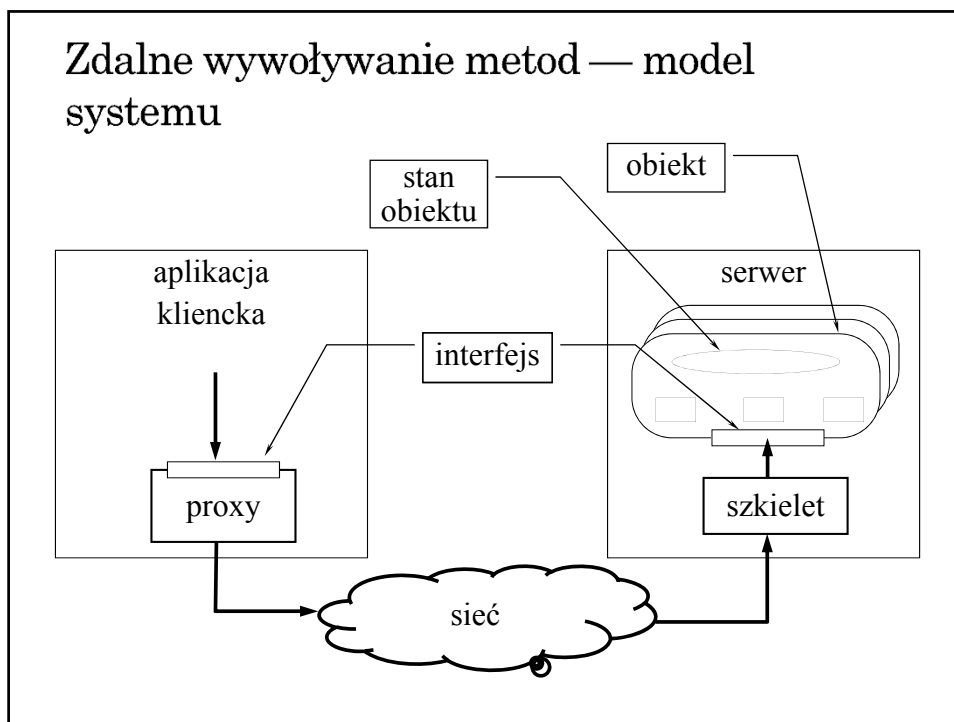 Zdalne wywoływanie metod — model
systemu
stan
obiektu
obiekt
aplikacja
kliencka
serwer
interfejs
proxy
szkielet
sieć